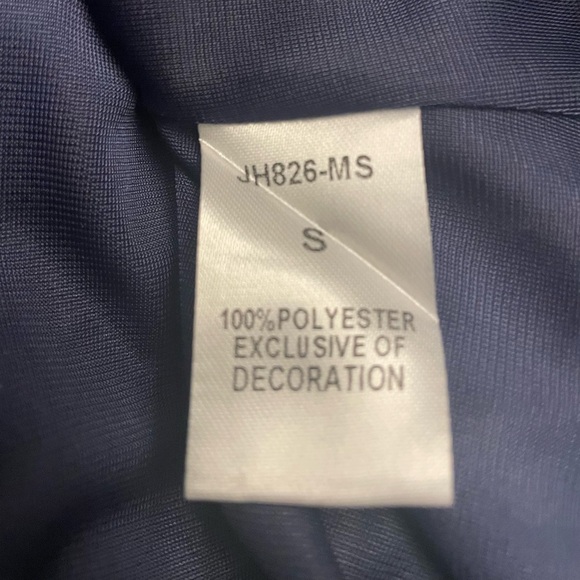 JH826-MS
S
100%POLYESTER
EXCLUSIVE OF
DECORATION